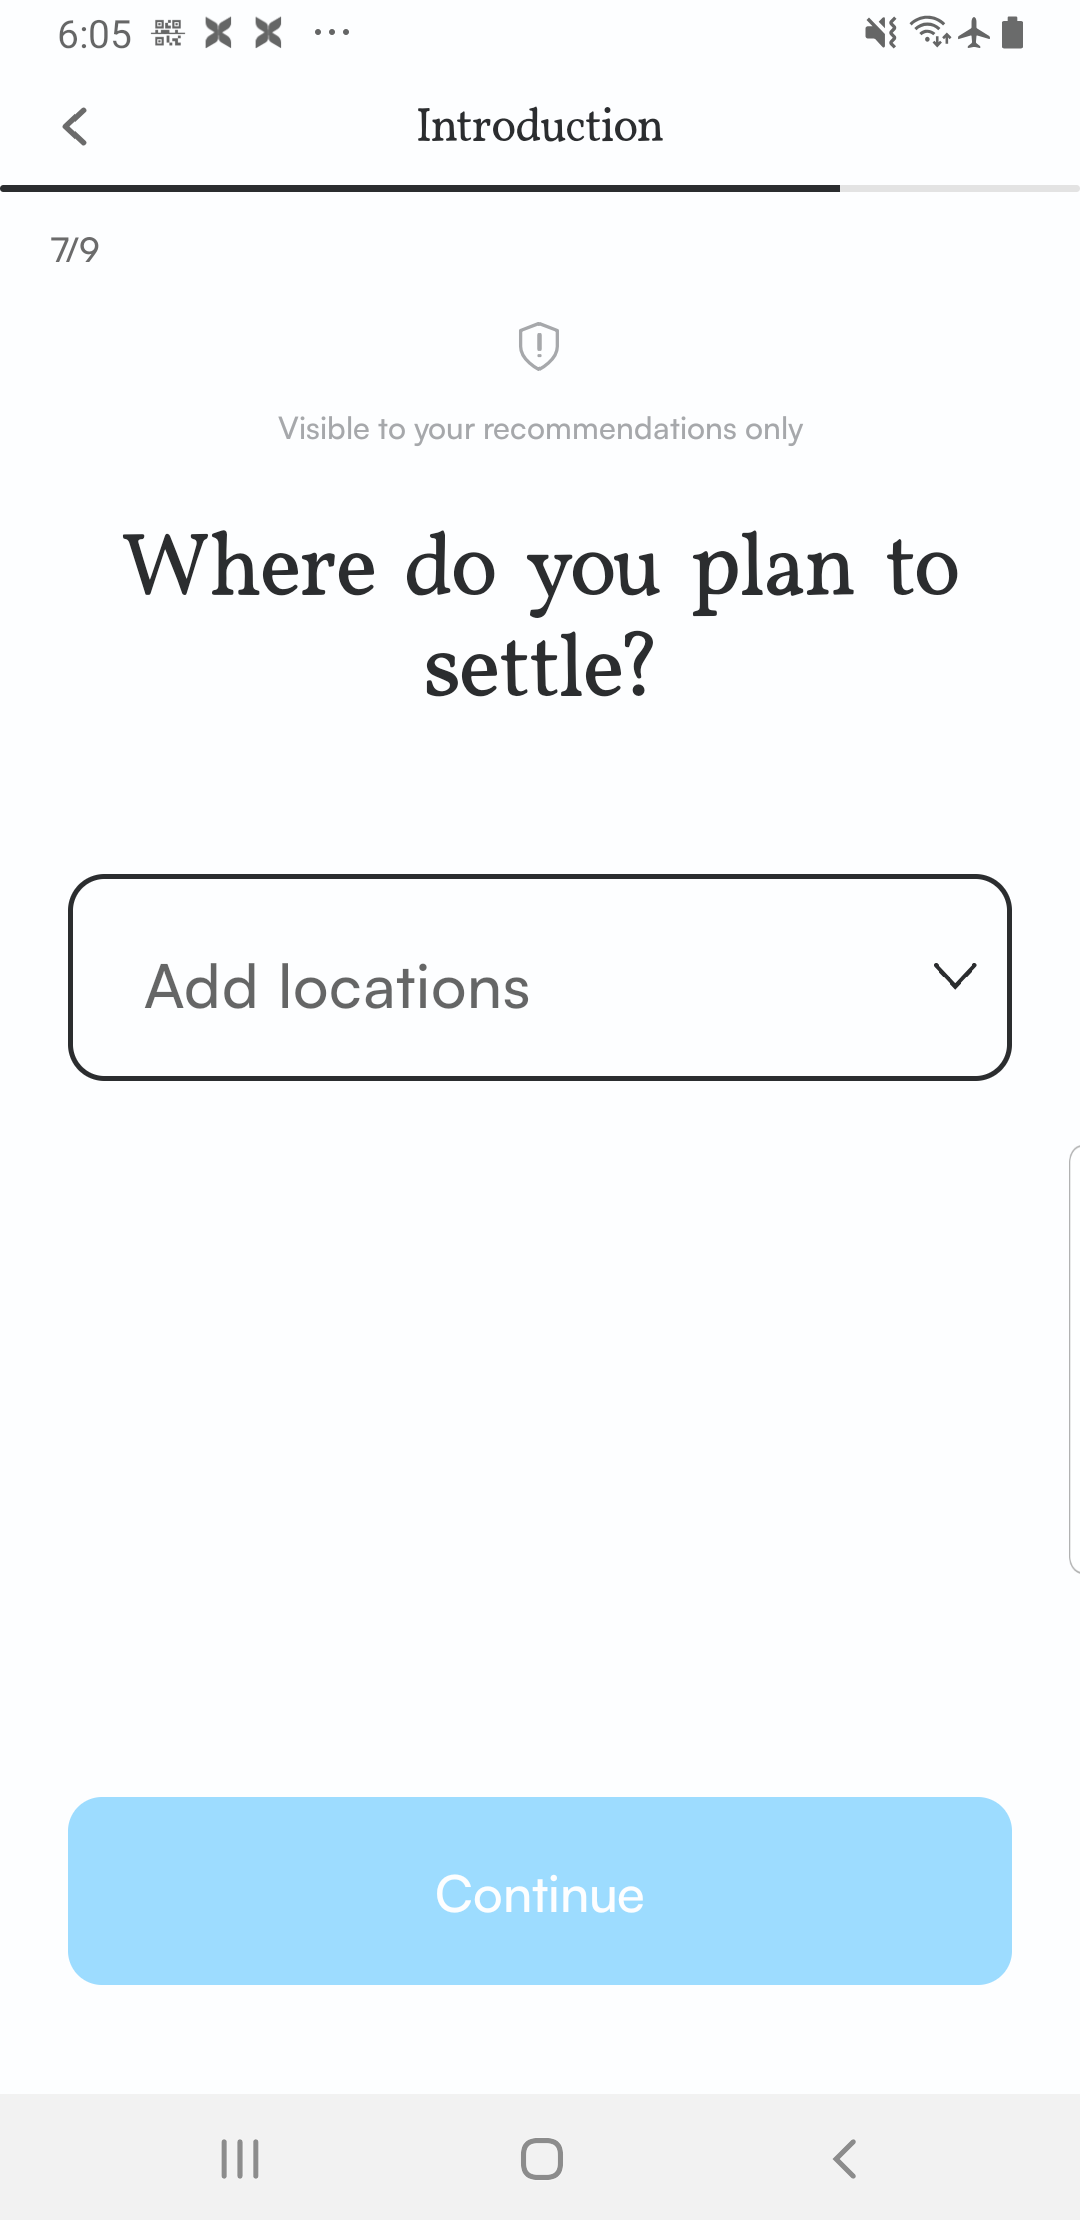 6:05
Introduction
7/9
Visible to your recommendations only
Where do you plan to
settle?
Add locations
Continue